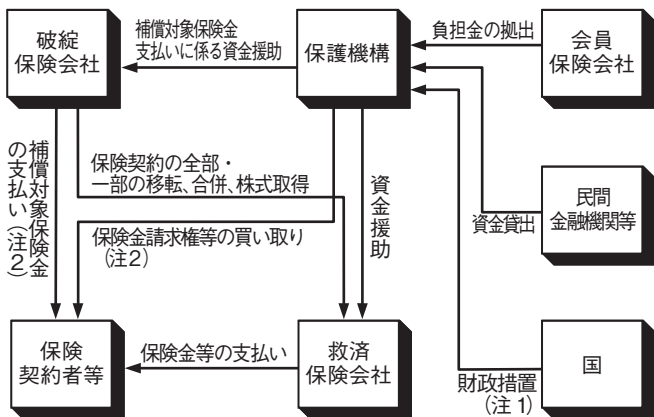 破綻
保険会社
補償対象保険金
支払いに係る資金援助
保護機構
負担金の拠出
会員
保険会社
補償対象保険金
の支払い(注2)
保険契約の全部・
一部の移転、合併、株式取得
保険金請求権等の買い取り
(注2)
資金援助
資金貸出
民間
金融機関等
保険
契約者等
保険金等の支払い
救済
保険会社
財政措置
(注1)
国